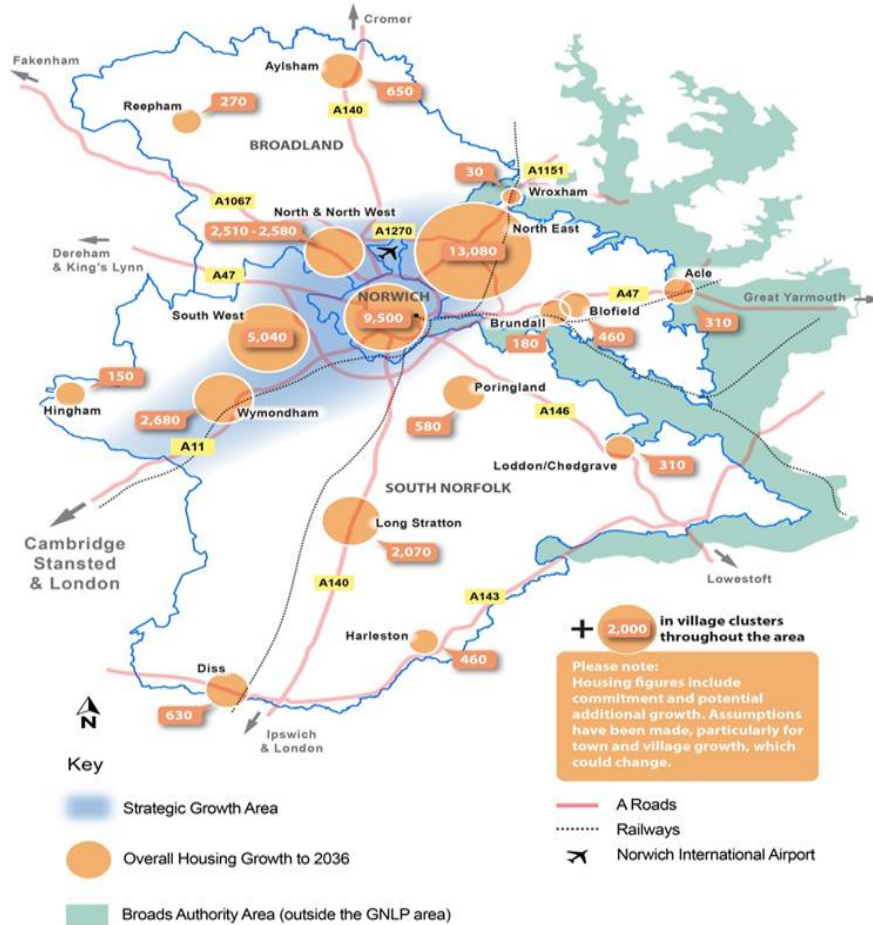 Cromer
Fakenham
Aylsham
650
270
Reepham
A140
BROADLAND
30
A1151
Wroxham
A1067
North & North West
North East
2,510 - 2,580
A1270
13,080
Dereham
& King's Lynn
A47
Acle
NORWICH
A47
South West
9,500
Blofield
Great Yarmouth
5,040
Brundall
460
310
180
150
Poringland
Hingham
2,680
Wymondham
580
A146
A11
Loddon/Chedgrave
310
SOUTH NORFOLK
Long Stratton
Cambridge
Stansted
& London
2,070
Lowestoft
A140
A143
+ 2,000 in village clusters
throughout the area
Harleston
460
Diss
Please note:
Housing figures include
commitment and potential
additional growth. Assumptions
have been made, particularly for
town and village growth, which
could change.
630
N
Ipswich
& London
Key
Strategic Growth Area
Overall Housing Growth to 2036
Broads Authority Area (outside the GNLP area)
A Roads
Railways
Norwich International Airport